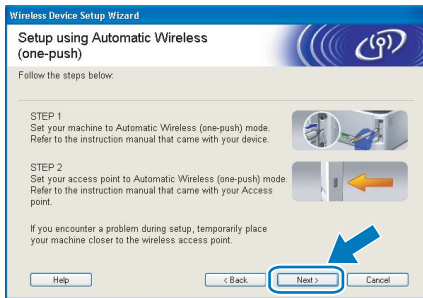 Wireless Device Setup Wizard
Setup using Automatic Wireless
(one-push)
Follow the steps below:
STEP 1
Set your machine to Automatic Wireless (one-push) mode.
Refer to the instruction manual that came with your device.
STEP 2
Set your access point to Automatic Wireless (one-push) mode.
Refer to the instruction manual that came with your Access
point.
If you encounter a problem during setup, temporarily place
your machine closer to the wireless access point.
Help
< Back
Next >
Cancel